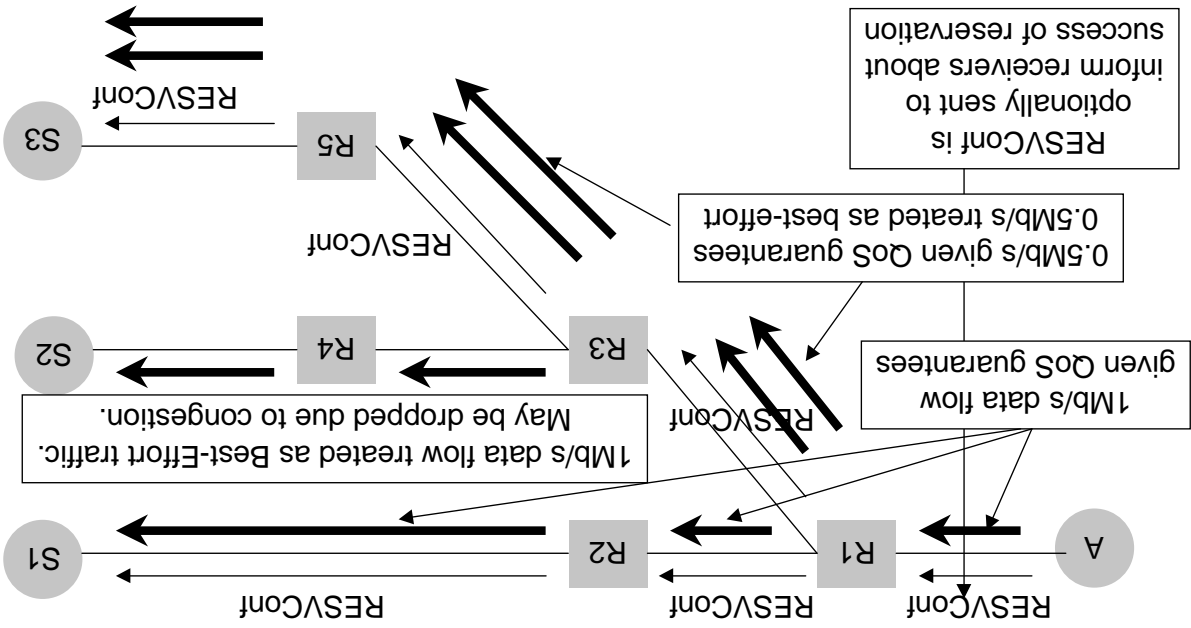 RESVConf
RESVConf
RESVConf
A
R1
R2
S1
1Mb/s data flow
given QoS guarantees
1Mb/s data flow treated as Best-Effort traffic.
May be dropped due to congestion.
RESVConf
R3
R4
S2
0.5Mb/s given QoS guarantees
0.5Mb/s treated as best-effort
RESVConf
R5
S3
RESVConf is
optionally sent to
inform receivers about
success of reservation
RESVConf